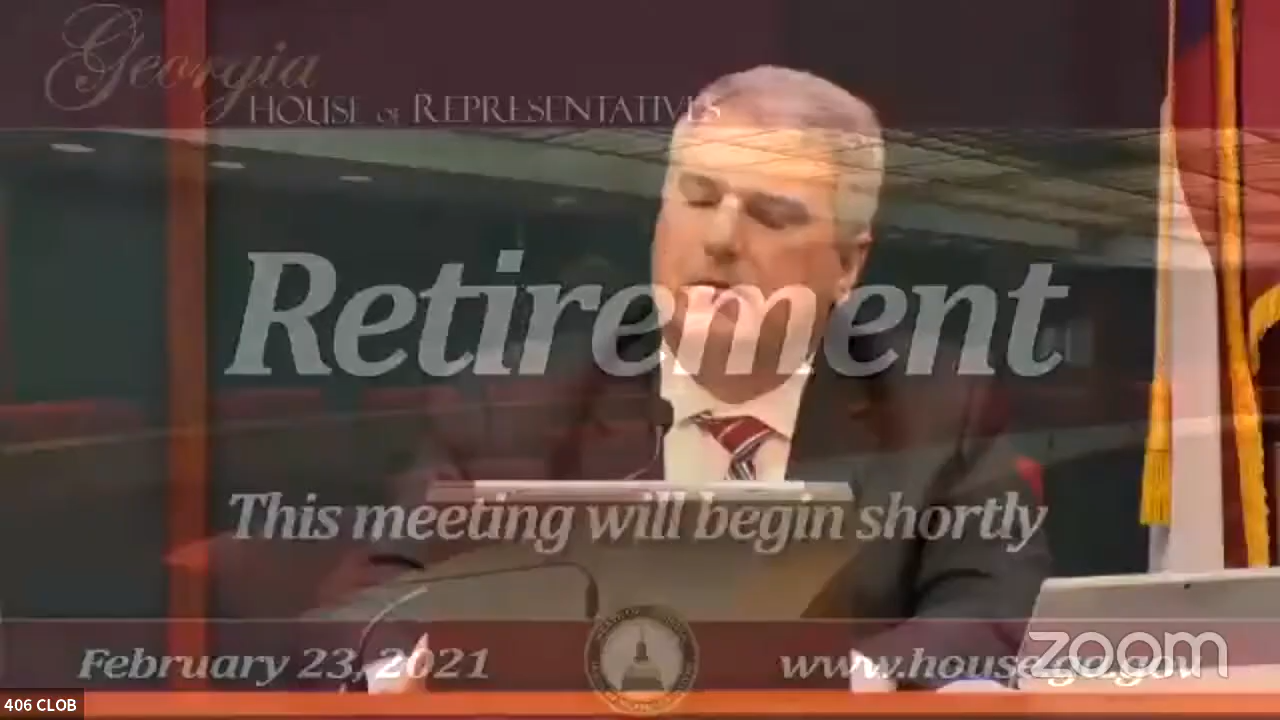 Georgia
HOUSE OF REPRESENTATIVES
Retirement
This meeting will begin shortly
February 23, 2021
www.house.ga.gov
zoom
406 CLOB